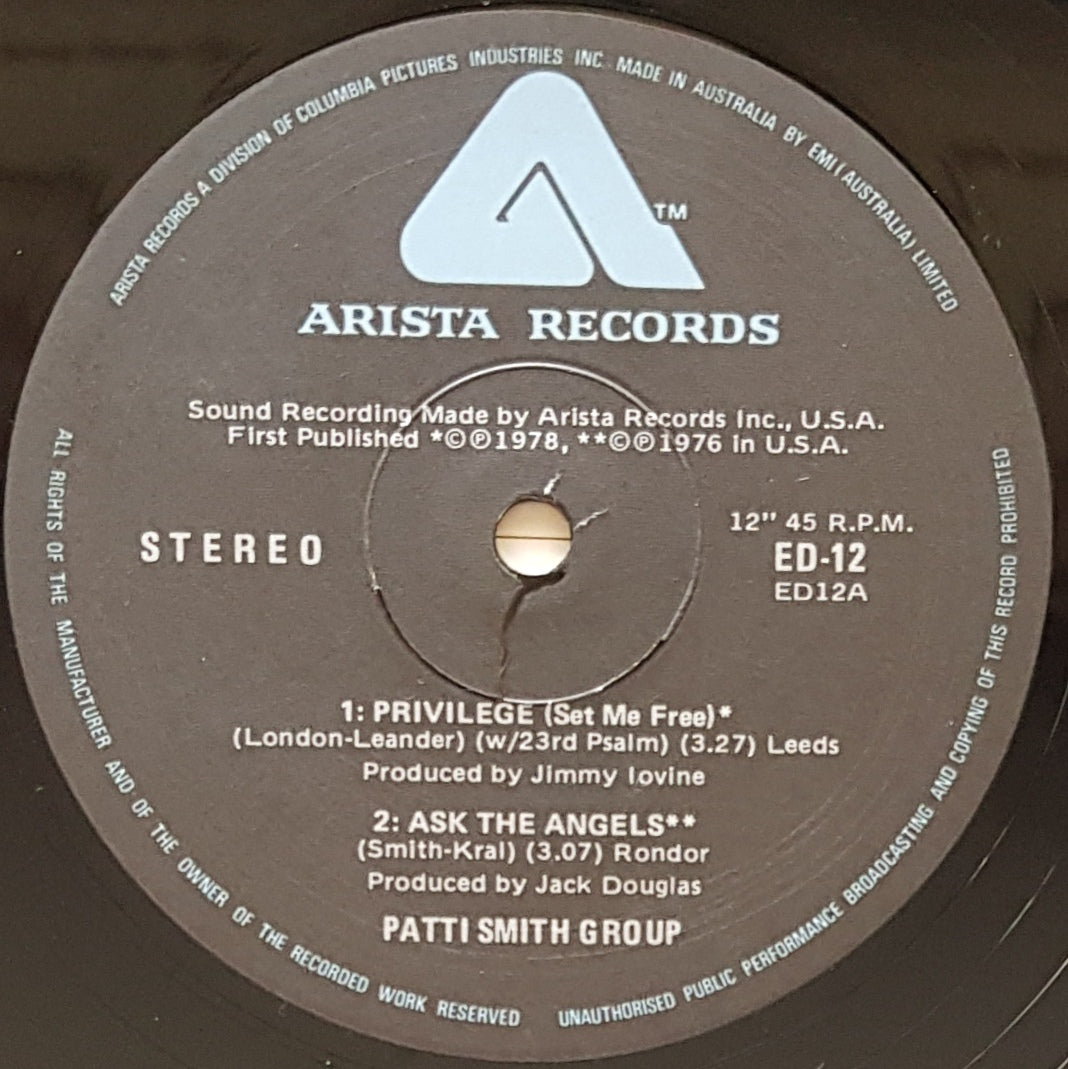 ARISTA RECORDS A DIVISION OF COLUMBIA PICTURES INDUSTRIES INC. MADE IN AUSTRALIA BY EMI (AUSTRALIA) LIMITED
TM
ARISTA RECORDS
Sound Recording Made by Arista Records Inc., U.S.A.
First Published *©℗1978, **©℗1976 in U.S.A.
STEREO
12" 45 R.P.M.
ED-12
ED12A
1: PRIVILEGE (Set Me Free)*
(London-Leander) (w/23rd Psalm) (3.27) Leeds
Produced by Jimmy Iovine
2: ASK THE ANGELS**
(Smith-Kral) (3.07) Rondor
Produced by Jack Douglas
PATTI SMITH GROUP
ALL RIGHTS OF THE MANUFACTURER AND OF THE OWNER OF THE RECORDED WORK RESERVED
UNAUTHORISED PUBLIC PERFORMANCE BROADCASTING AND COPYING OF THIS RECORD PROHIBITED